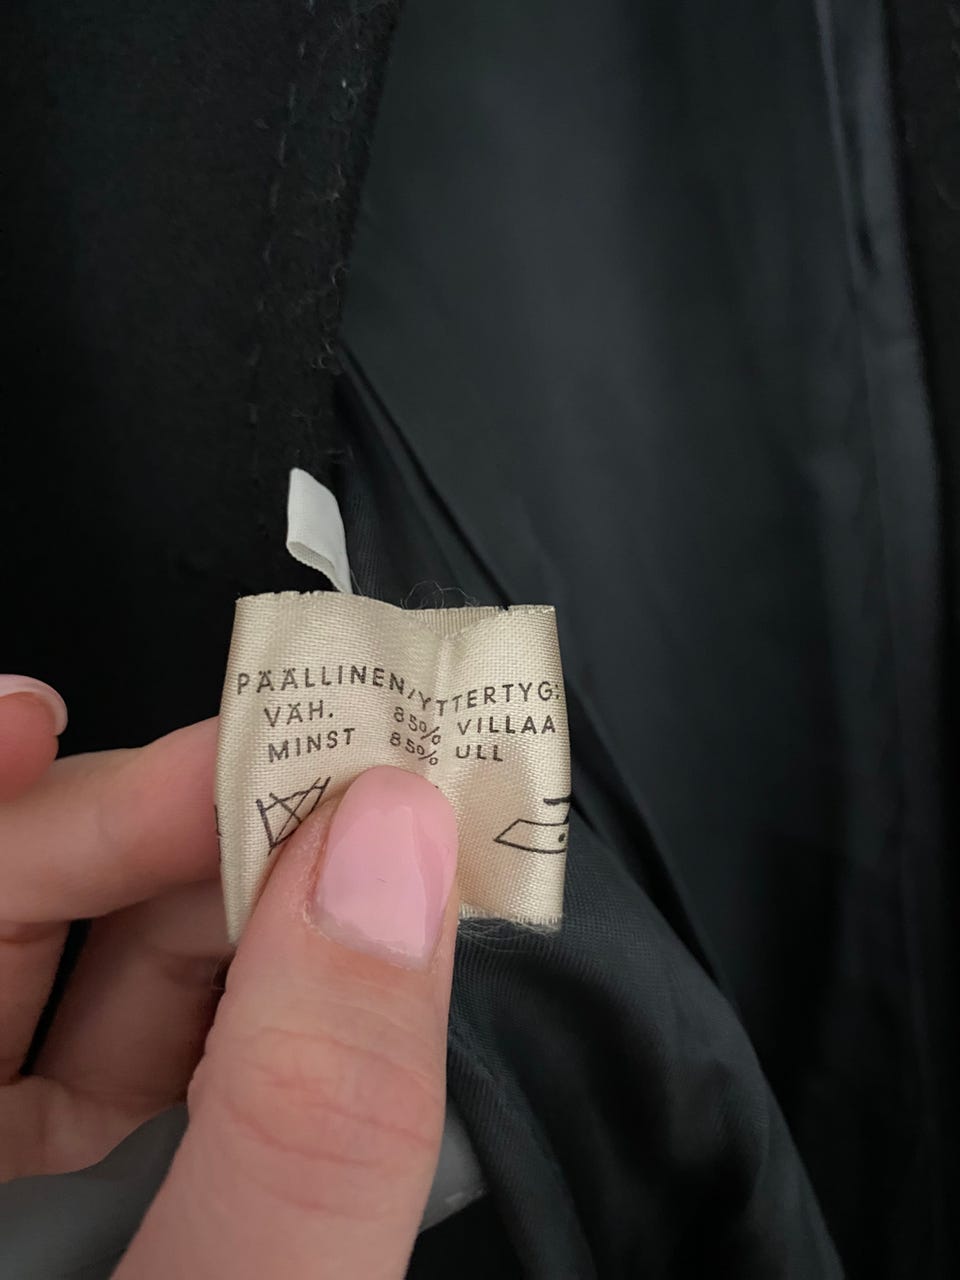 PÄÄLLINEN/YTTERTYG:
VÄH. 85% VILLAA
MINST 85% ULL